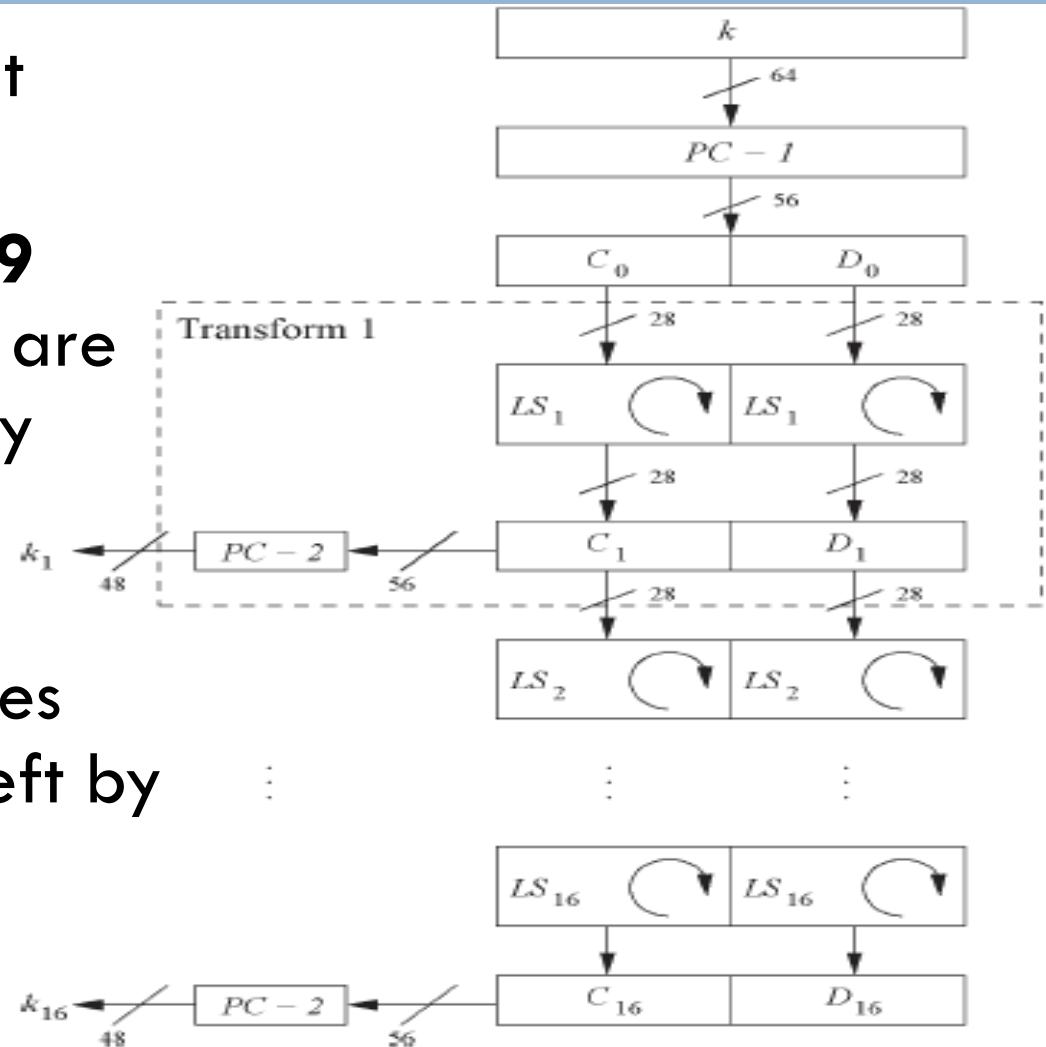 t
9
are
y
es
eft by
k
64
PC – 1
56
C0 D0
Transform 1
28 28
LS1 LS1
28 28
k1 48 PC – 2 56 C1 D1
28 28
LS2 LS2
⋮ ⋮ ⋮
LS16 LS16
k16 48 PC – 2 56 C16 D16